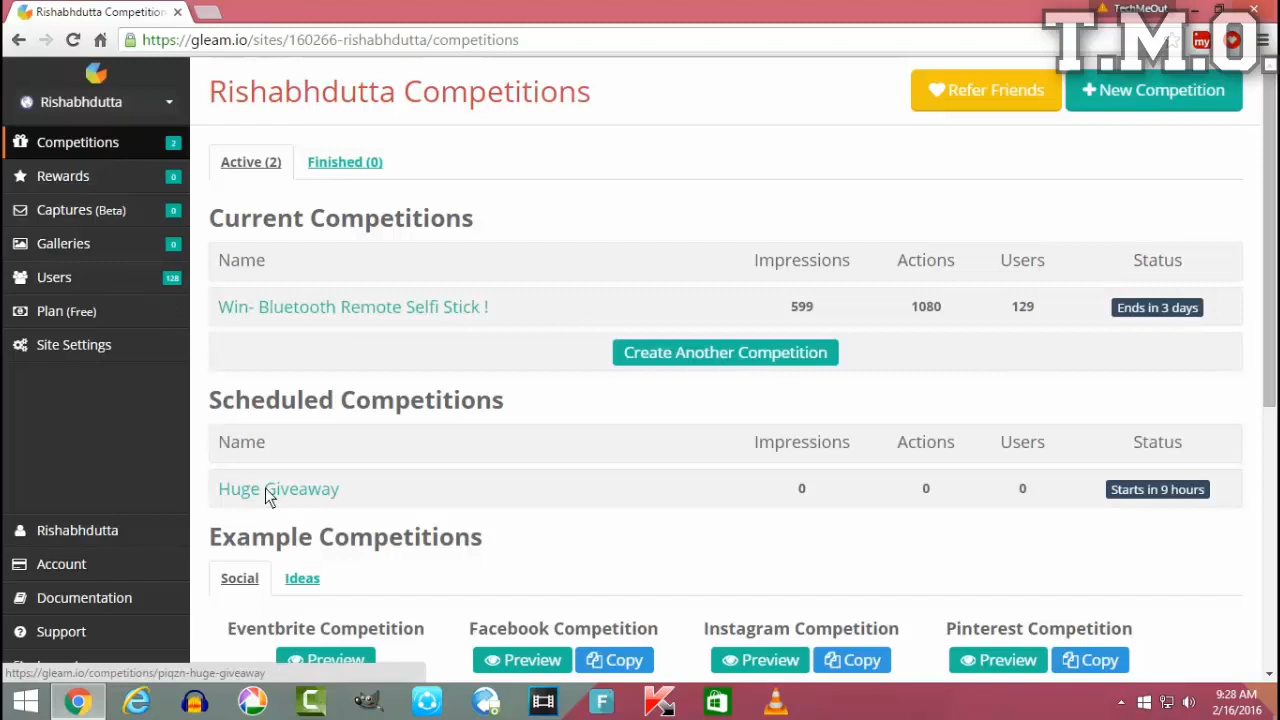 Rishabhdutta Competition
TechMeOut
T.M.O.
https://gleam.io/sites/160266-rishabhdutta/competitions
my
Rishabhdutta
Rishabhdutta Competitions
Refer Friends
New Competition
Competitions 2
Rewards 0
Captures (Beta) 0
Galleries 0
Users 128
Plan (Free)
Site Settings
Active (2)
Finished (0)
Current Competitions
Name Impressions Actions Users Status
Win- Bluetooth Remote Selfi Stick ! 599 1080 129 Ends in 3 days
Create Another Competition
Scheduled Competitions
Name Impressions Actions Users Status
Huge Giveaway 0 0 0 Starts in 9 hours
Example Competitions
Social
Ideas
Rishabhdutta
Account
Documentation
Support
Eventbrite Competition
Facebook Competition
Instagram Competition
Pinterest Competition
Preview
Preview Copy
Preview Copy
Preview Copy
https://gleam.io/competitions/piqzn-huge-giveaway
F
9:28 AM
2/16/2016